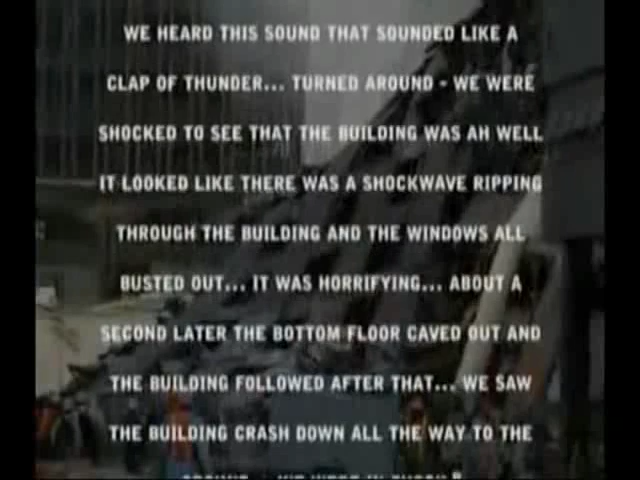 WE HEARD THIS SOUND THAT SOUNDED LIKE A
CLAP OF THUNDER... TURNED AROUND - WE WERE
SHOCKED TO SEE THAT THE BUILDING WAS AH WELL
IT LOOKED LIKE THERE WAS A SHOCKWAVE RIPPING
THROUGH THE BUILDING AND THE WINDOWS ALL
BUSTED OUT... IT WAS HORRIFYING... ABOUT A
SECOND LATER THE BOTTOM FLOOR CAVED OUT AND
THE BUILDING FOLLOWED AFTER THAT... WE SAW
THE BUILDING CRASH DOWN ALL THE WAY TO THE